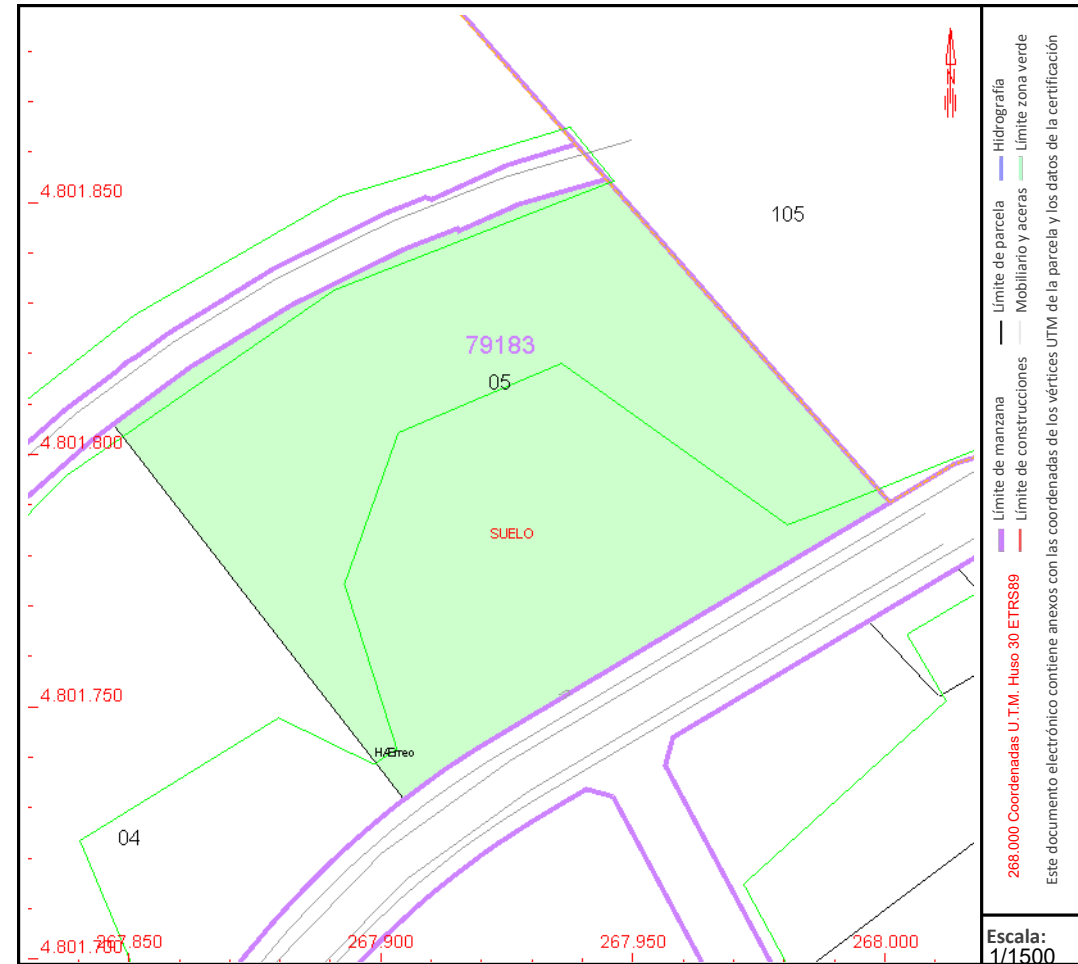 4.801.850
105
79183
05
4.801.800
SUELO
4.801.750
HÆrreo
04
4.801.700
267.850
267.900
267.950
268.000
N
268.000 Coordenadas U.T.M. Huso 30 ETRS89
Límite de manzana
Límite de parcela
Hidrografía
Límite de construcciones
Mobiliario y aceras
Límite zona verde
Este documento electrónico contiene anexos con las coordenadas de los vértices UTM de la parcela y los datos de la certificación
Escala:
1/1500